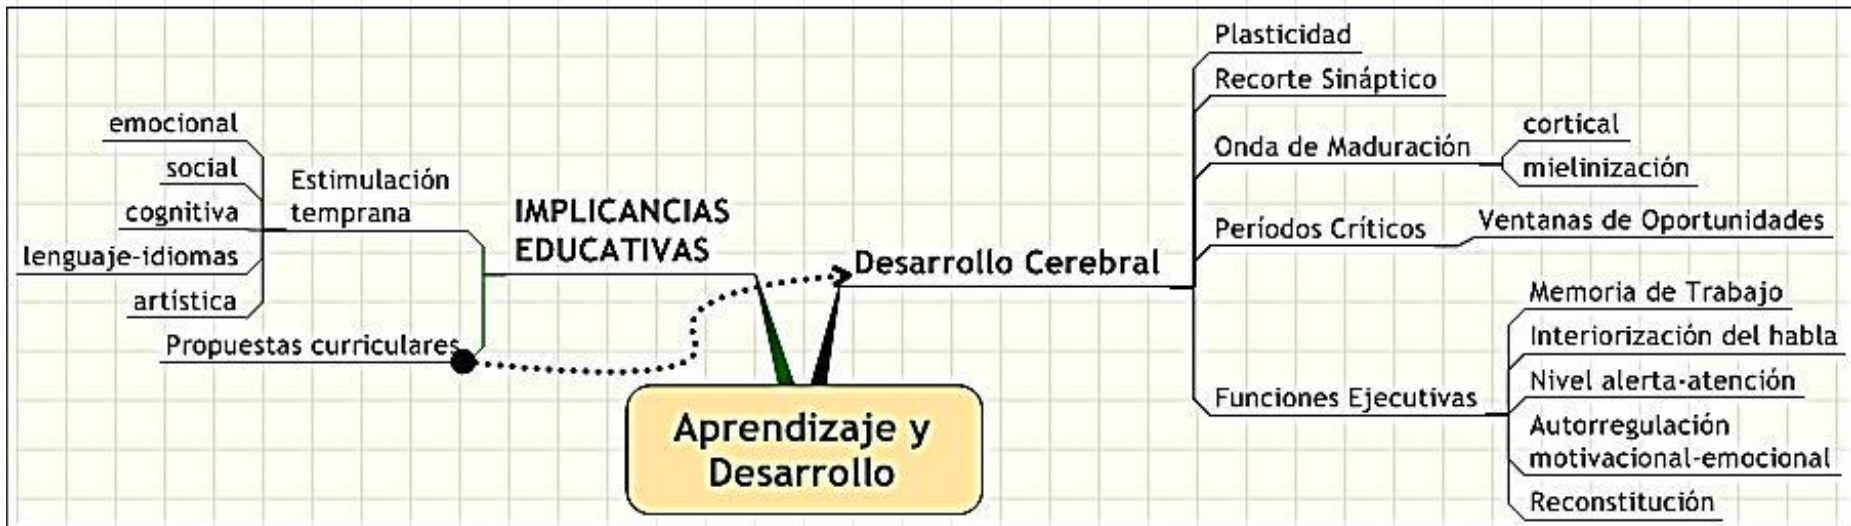 emocional
social
cognitiva
lenguaje-idiomas
artística
Estimulación
temprana
Propuestas curriculares
IMPLICANCIAS
EDUCATIVAS
Aprendizaje y
Desarrollo
Desarrollo Cerebral
Plasticidad
Recorte Sináptico
Onda de Maduración
cortical
mielinización
Períodos Críticos
Ventanas de Oportunidades
Funciones Ejecutivas
Memoria de Trabajo
Interiorización del habla
Nivel alerta-atención
Autorregulación
motivacional-emocional
Reconstitución